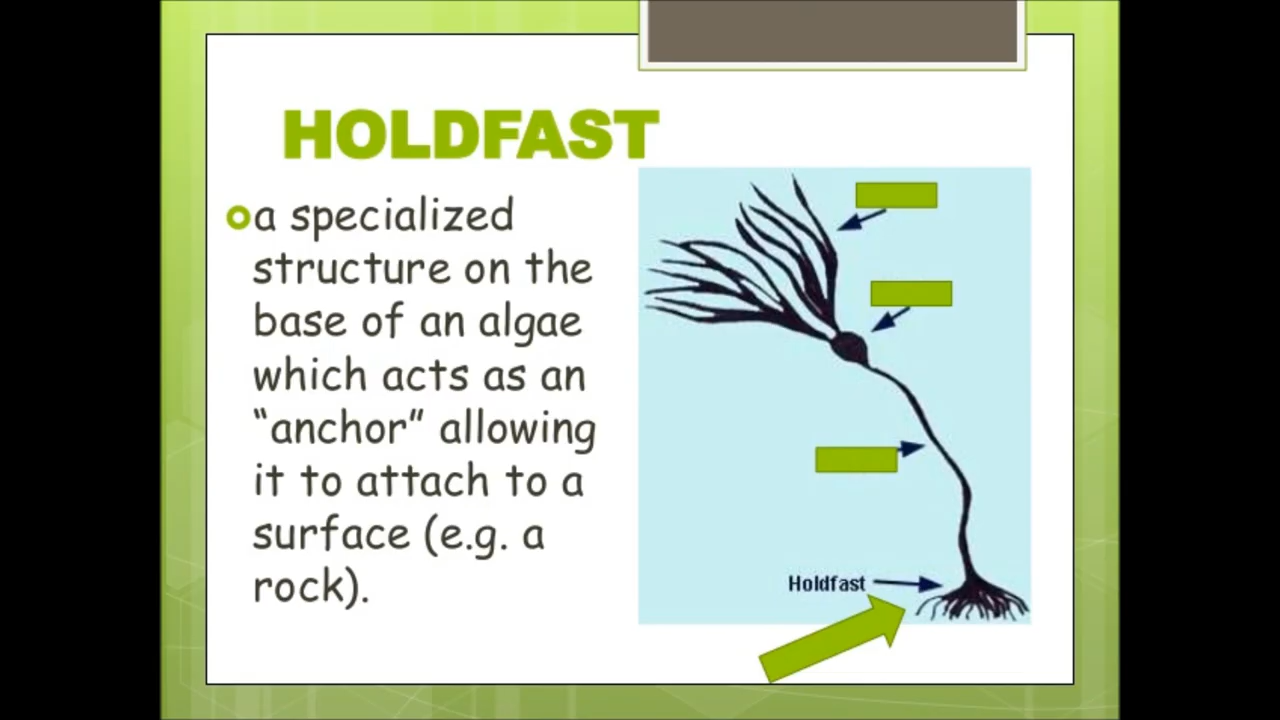 HOLDFAST
a specialized
structure on the
base of an algae
which acts as an
“anchor” allowing
it to attach to a
surface (e.g. a
rock).
Holdfast